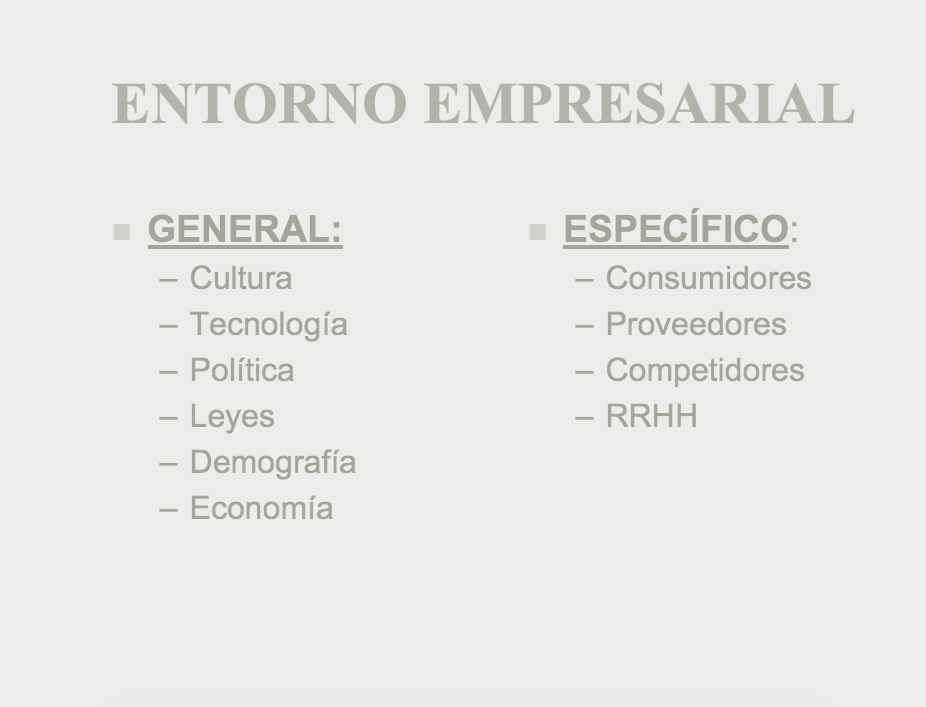 ENTORNO EMPRESARIAL
GENERAL:
– Cultura
– Tecnología
– Política
– Leyes
– Demografía
– Economía
ESPECÍFICO:
– Consumidores
– Proveedores
– Competidores
– RRHH